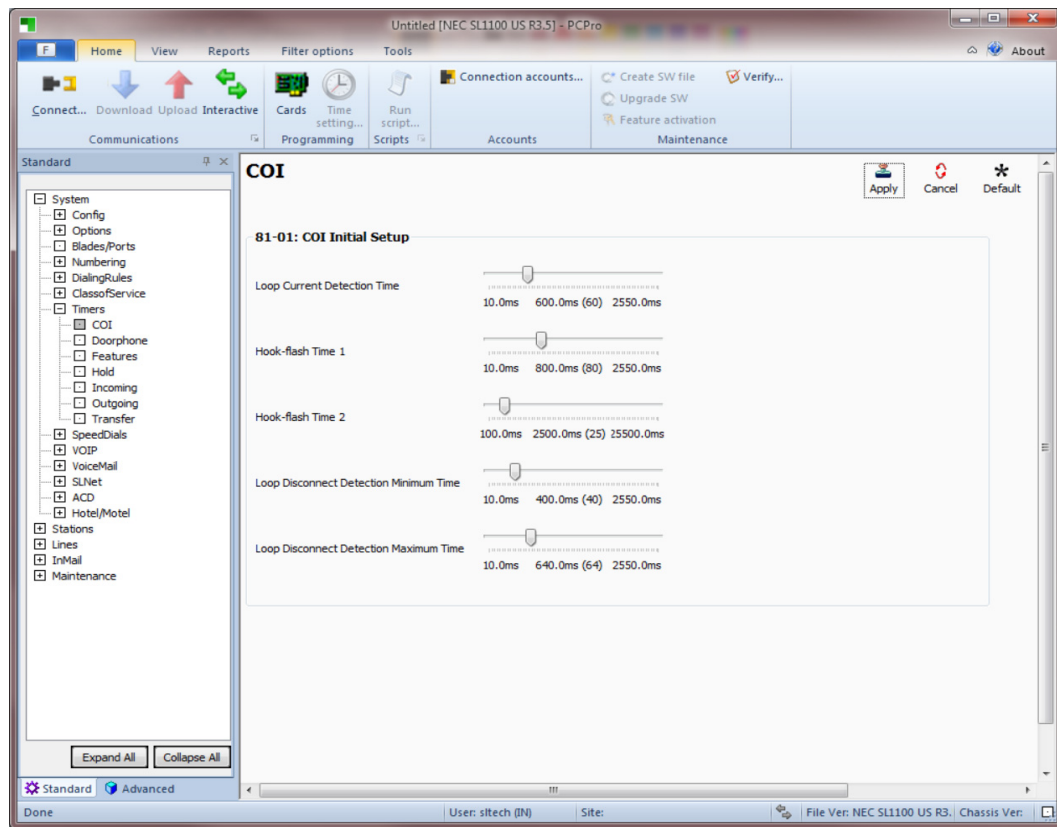 Untitled [NEC SL1100 US R3.5] - PCPro
F Home View Reports Filter options Tools About
Connect... Download Upload Interactive
Communications
Cards Time setting...
Programming
Run script...
Scripts
Connection accounts...
Accounts
Create SW file
Upgrade SW
Feature activation
Verify...
Maintenance
Standard
System
Config
Options
Blades/Ports
Numbering
DialingRules
ClassofService
Timers
COI
Doorphone
Features
Hold
Incoming
Outgoing
Transfer
SpeedDials
VOIP
VoiceMail
SLNet
ACD
Hotel/Motel
Stations
Lines
InMail
Maintenance
Expand All Collapse All
Standard Advanced
COI
Apply Cancel Default
81-01: COI Initial Setup
Loop Current Detection Time
10.0ms 600.0ms (60) 2550.0ms
Hook-flash Time 1
10.0ms 800.0ms (80) 2550.0ms
Hook-flash Time 2
100.0ms 2500.0ms (25) 25500.0ms
Loop Disconnect Detection Minimum Time
10.0ms 400.0ms (40) 2550.0ms
Loop Disconnect Detection Maximum Time
10.0ms 640.0ms (64) 2550.0ms
Done User: sltech (IN) Site: File Ver: NEC SL1100 US R3. Chassis Ver: